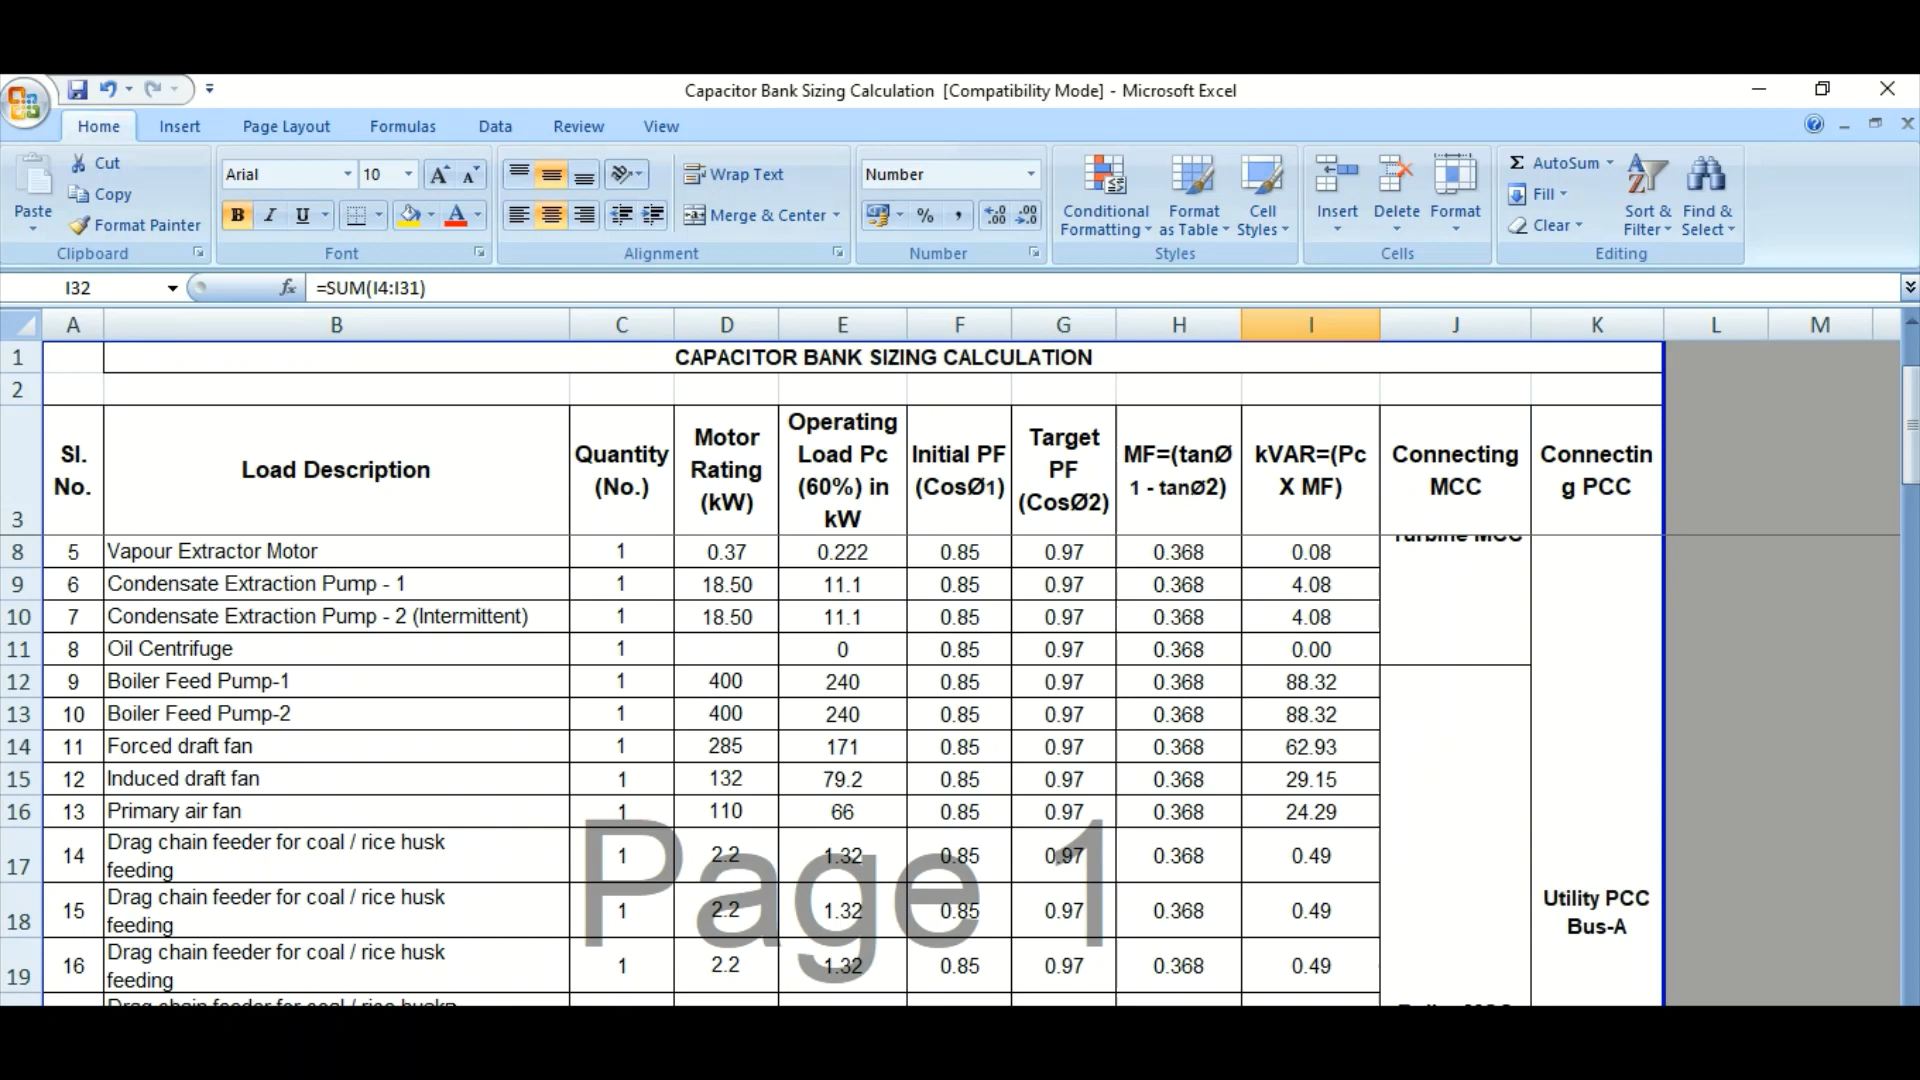 Capacitor Bank Sizing Calculation [Compatibility Mode] - Microsoft Excel
Home Insert Page Layout Formulas Data Review View
Paste
Cut
Copy
Format Painter
Clipboard
Arial 10
B I U
Font
Wrap Text
Merge & Center
Alignment
Number
% ,
Number
Conditional Formatting
Format as Table
Cell Styles
Styles
Insert Delete Format
Cells
Σ AutoSum
Fill
Clear
Sort & Filter
Find & Select
Editing
I32 fx =SUM(I4:I31)
A B C D E F G H I J K L M
1 CAPACITOR BANK SIZING CALCULATION
2
3 Sl. No. Load Description Quantity (No.) Motor Rating (kW) Operating Load Pc (60%) in kW Initial PF (CosØ1) Target PF (CosØ2) MF=(tanØ 1 - tanØ2) kVAR=(Pc X MF) Connecting MCC Connectin g PCC
8 5 Vapour Extractor Motor 1 0.37 0.222 0.85 0.97 0.368 0.08 Turbine MCC
9 6 Condensate Extraction Pump - 1 1 18.50 11.1 0.85 0.97 0.368 4.08
10 7 Condensate Extraction Pump - 2 (Intermittent) 1 18.50 11.1 0.85 0.97 0.368 4.08
11 8 Oil Centrifuge 1 0 0.85 0.97 0.368 0.00
12 9 Boiler Feed Pump-1 1 400 240 0.85 0.97 0.368 88.32
13 10 Boiler Feed Pump-2 1 400 240 0.85 0.97 0.368 88.32
14 11 Forced draft fan 1 285 171 0.85 0.97 0.368 62.93
15 12 Induced draft fan 1 132 79.2 0.85 0.97 0.368 29.15
16 13 Primary air fan 1 110 66 0.85 0.97 0.368 24.29
17 14 Drag chain feeder for coal / rice husk feeding 1 2.2 1.32 0.85 0.97 0.368 0.49
18 15 Drag chain feeder for coal / rice husk feeding 1 2.2 1.32 0.85 0.97 0.368 0.49
Utility PCC Bus-A
19 16 Drag chain feeder for coal / rice husk feeding 1 2.2 1.32 0.85 0.97 0.368 0.49
Page 1